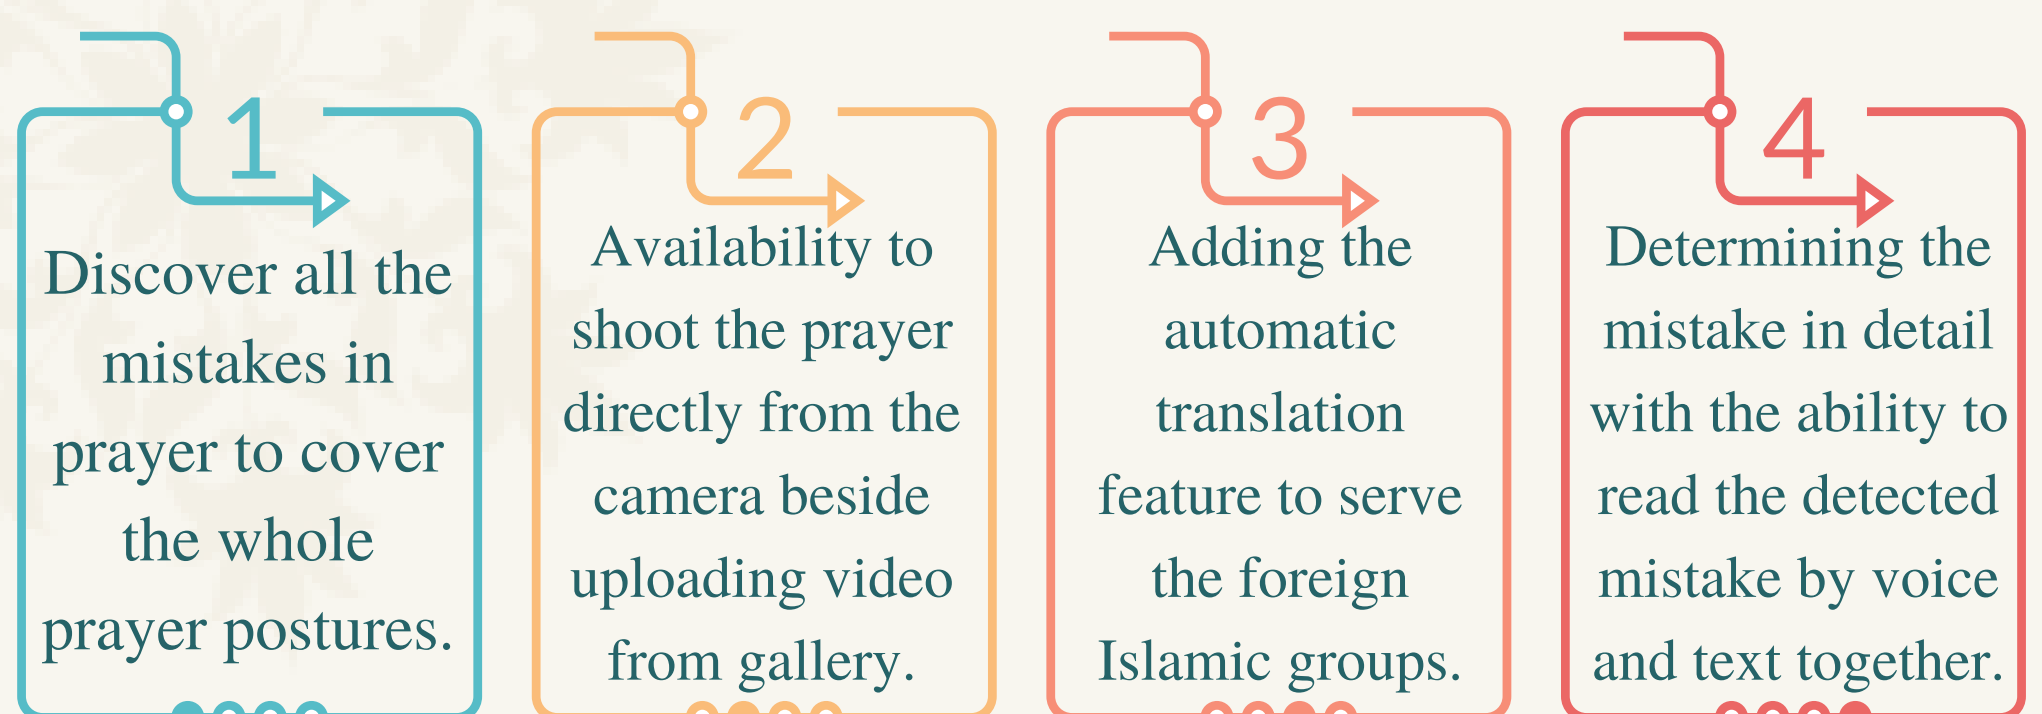 1
Discover all the
mistakes in
prayer to cover
the whole
prayer postures.
2
Availability to
shoot the prayer
directly from the
camera beside
uploading video
from gallery.
3
Adding the
automatic
translation
feature to serve
the foreign
Islamic groups.
4
Determining the
mistake in detail
with the ability to
read the detected
mistake by voice
and text together.